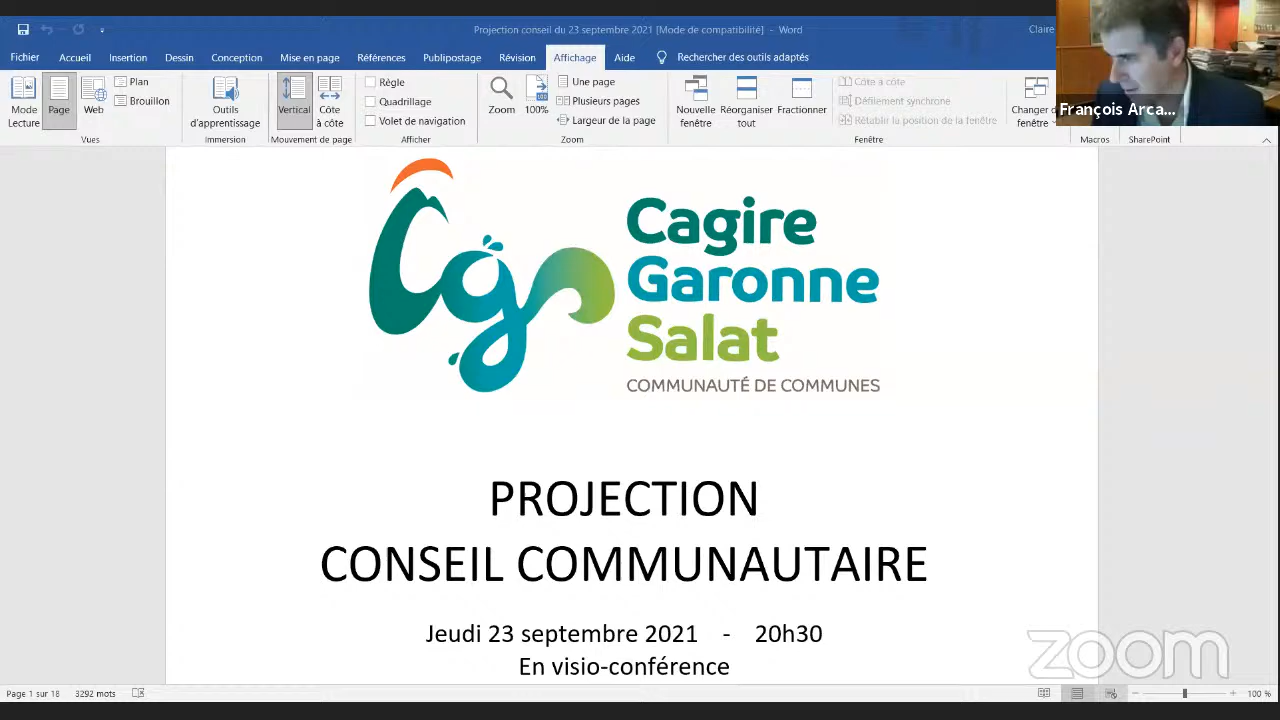 Projection conseil du 23 septembre 2021 [Mode de compatibilité] - Word
Claire
Fichier Accueil Insertion Dessin Conception Mise en page Références Publipostage Révision Affichage Aide Rechercher des outils adaptés
Mode Lecture
Page
Web
Plan
Brouillon
Vues
Outils d'apprentissage
Immersion
Vertical
Côte à côte
Mouvement de page
Règle
Quadrillage
Volet de navigation
Afficher
Zoom
100%
Une page
Plusieurs pages
Largeur de la page
Zoom
Nouvelle fenêtre
Réorganiser tout
Fractionner
Côte à côte
Défilement synchrone
Rétablir la position de la fenêtre
Changer de fenêtre
Fenêtre
Macros
SharePoint
François Arca...
Cgs
Cagire
Garonne
Salat
COMMUNAUTÉ DE COMMUNES
PROJECTION
CONSEIL COMMUNAUTAIRE
Jeudi 23 septembre 2021 - 20h30
En visio-conférence
zoom
Page 1 sur 18 3292 mots
100 %